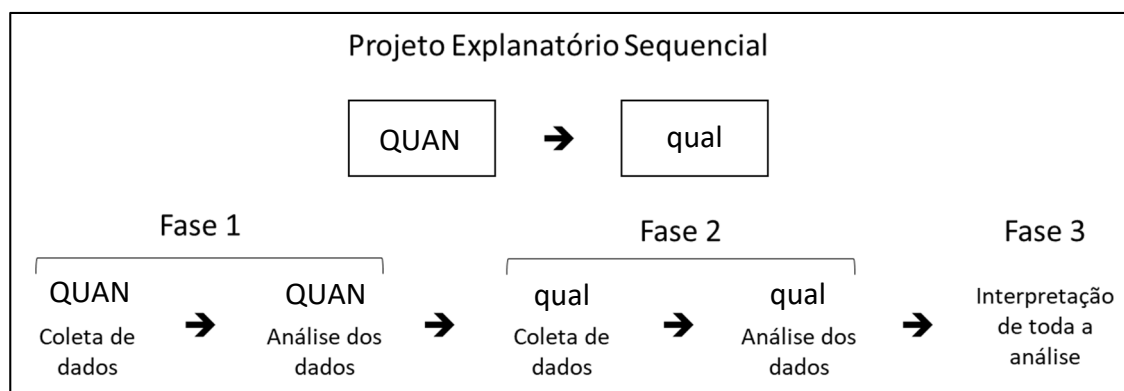 Projeto Explanatório Sequencial
QUAN ➔ qual
Fase 1
Fase 2
Fase 3
QUAN
Coleta de
dados
➔
QUAN
Análise dos
dados
➔
qual
Coleta de
dados
➔
qual
Análise dos
dados
➔
Interpretação
de toda a
análise